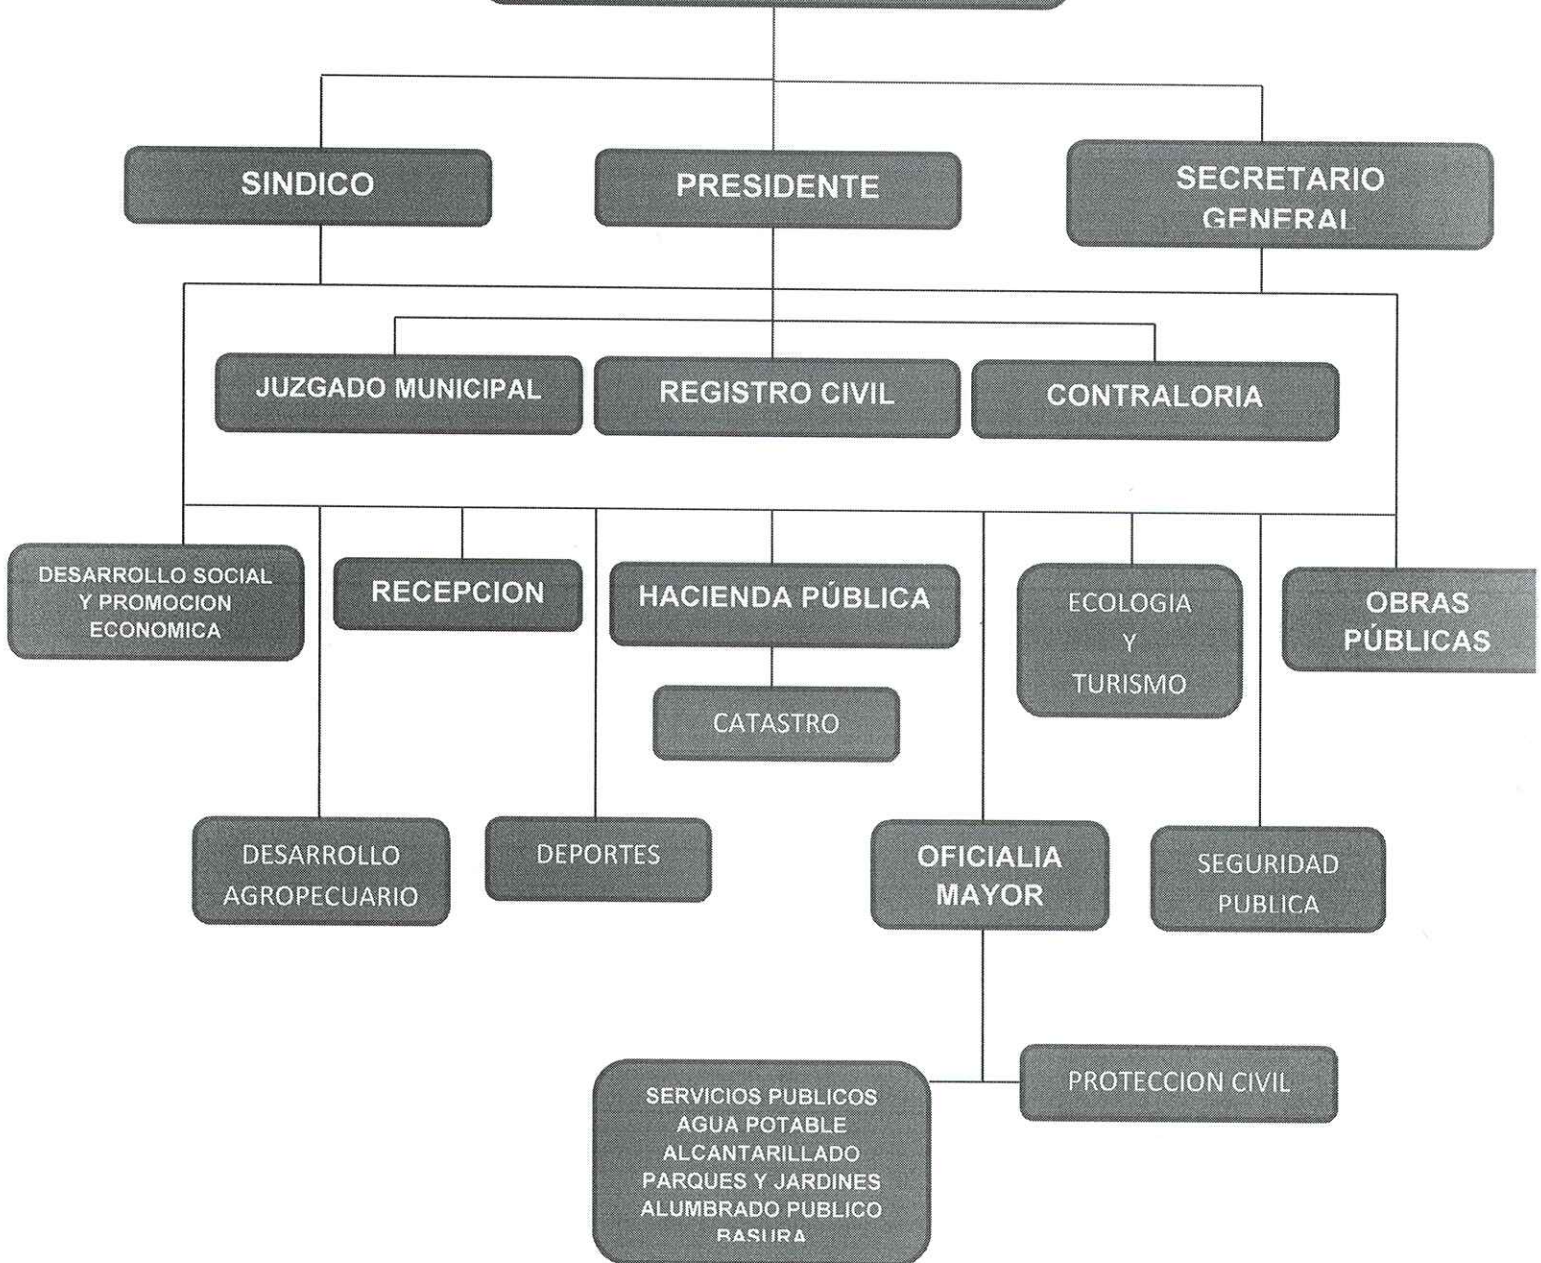 SINDICO
PRESIDENTE
SECRETARIO
GENERAL
JUZGADO MUNICIPAL
REGISTRO CIVIL
CONTRALORIA
DESARROLLO SOCIAL
Y PROMOCION
ECONOMICA
RECEPCION
HACIENDA PÚBLICA
ECOLOGIA
Y
TURISMO
OBRAS
PÚBLICAS
CATASTRO
DESARROLLO
AGROPECUARIO
DEPORTES
OFICIALIA
MAYOR
SEGURIDAD
PUBLICA
SERVICIOS PUBLICOS
AGUA POTABLE
ALCANTARILLADO
PARQUES Y JARDINES
ALUMBRADO PUBLICO
BASURA
PROTECCION CIVIL